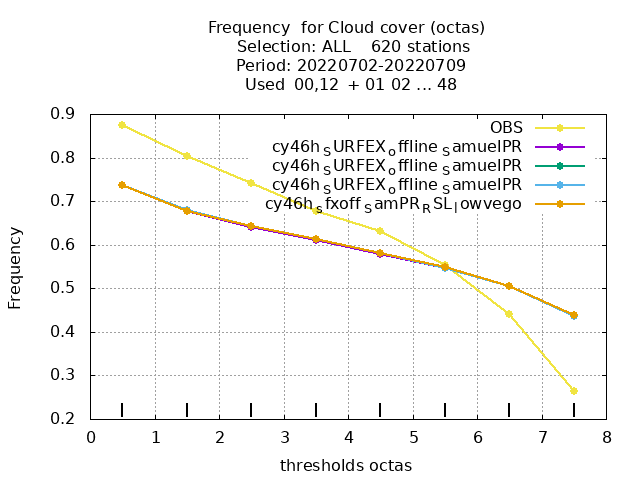 Frequency  for Cloud cover (octas)
Selection: ALL    620 stations
Period: 20220702-20220709
Used  00,12  + 01 02 ... 48
0.9
0.8
0.7
0.6
0.5
0.4
0.3
0.2
Frequency
OBS
cy46h_SURFEX_offline_SamuelPR
cy46h_SURFEX_offline_SamuelPR
cy46h_SURFEX_offline_SamuelPR
cy46h_sfxoff_SamPR_RSL_lowvego
0 1 2 3 4 5 6 7 8
thresholds octas